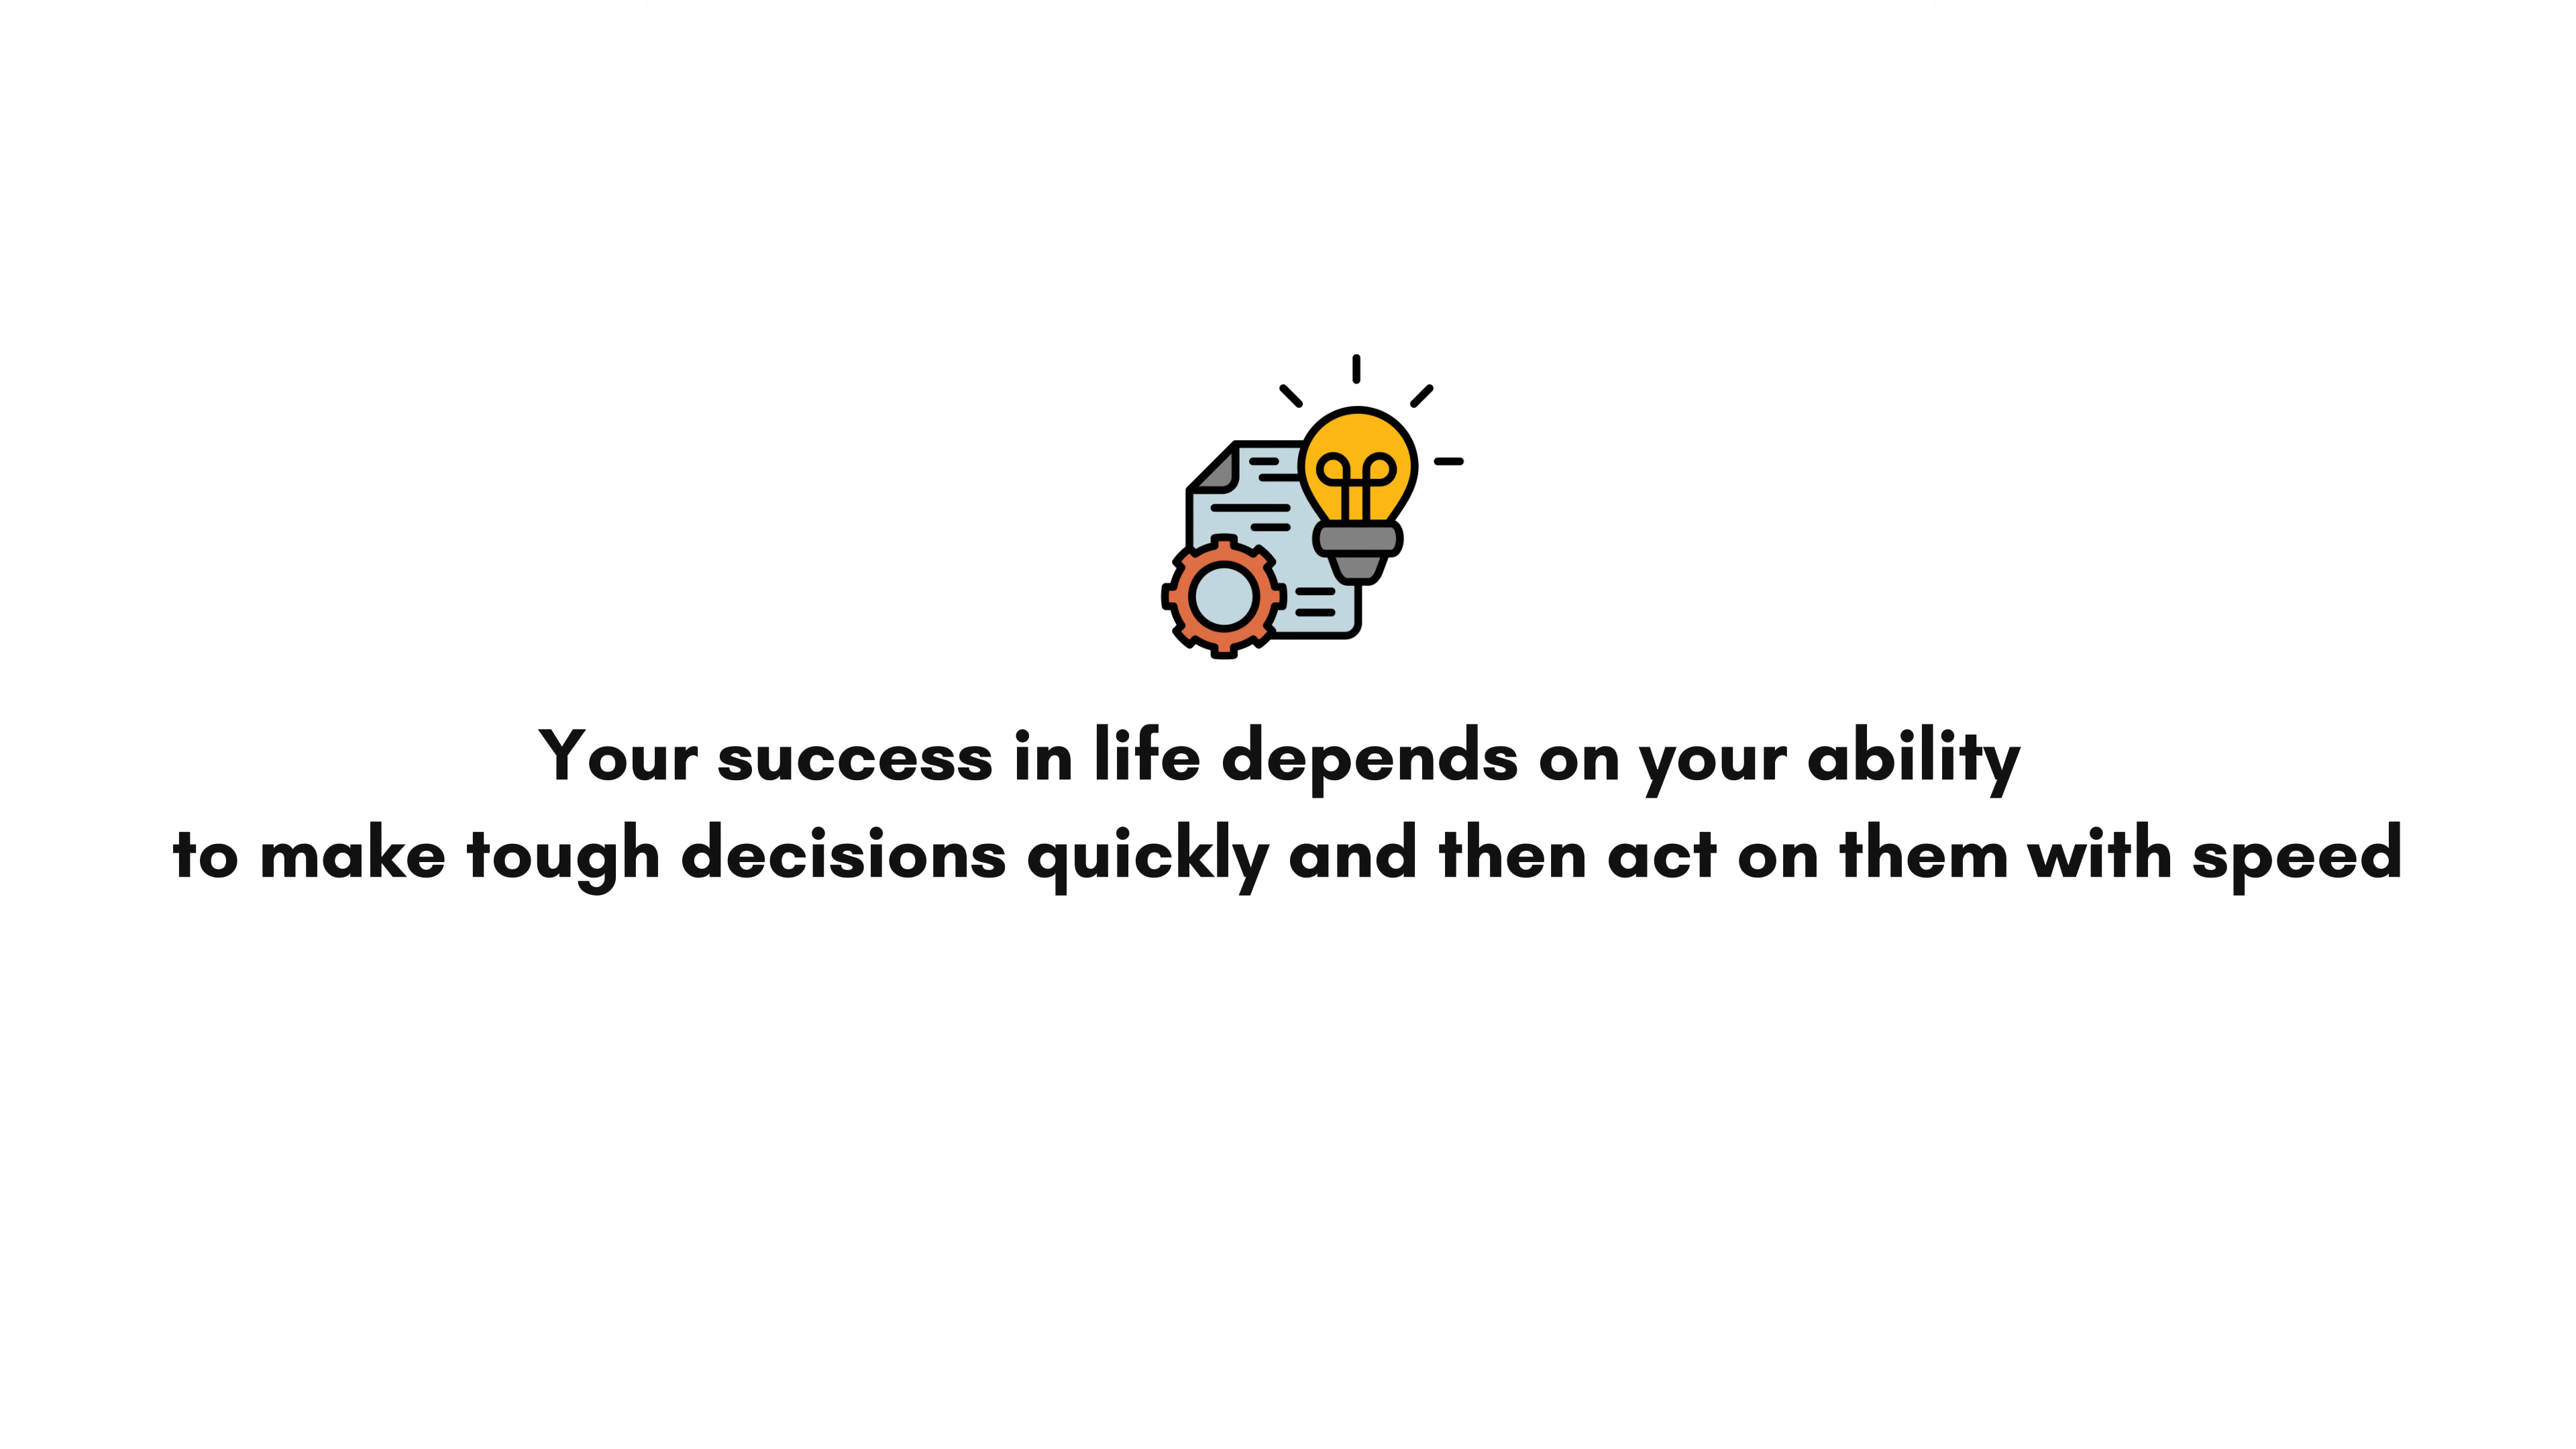 Your success in life depends on your ability
to make tough decisions quickly and then act on them with speed